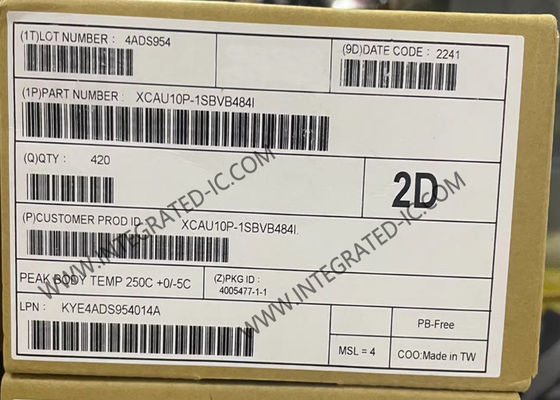 (1T)LOT NUMBER : 4ADS954
(9D)DATE CODE : 2241
(1P)PART NUMBER : XCAU10P-1SBVB484I
(Q)QTY : 420
2D
(P)CUSTOMER PROD ID : XCAU10P-1SBVB484I.
PEAK BODY TEMP 250C +0/-5C
(Z)PKG ID :
4005477-1-1
LPN: KYE4ADS954014A
PB-Free
MSL = 4
COO:Made in TW
WWW.INTEGRATED-IC.COM
WWW.INTEGRATED-IC.COM